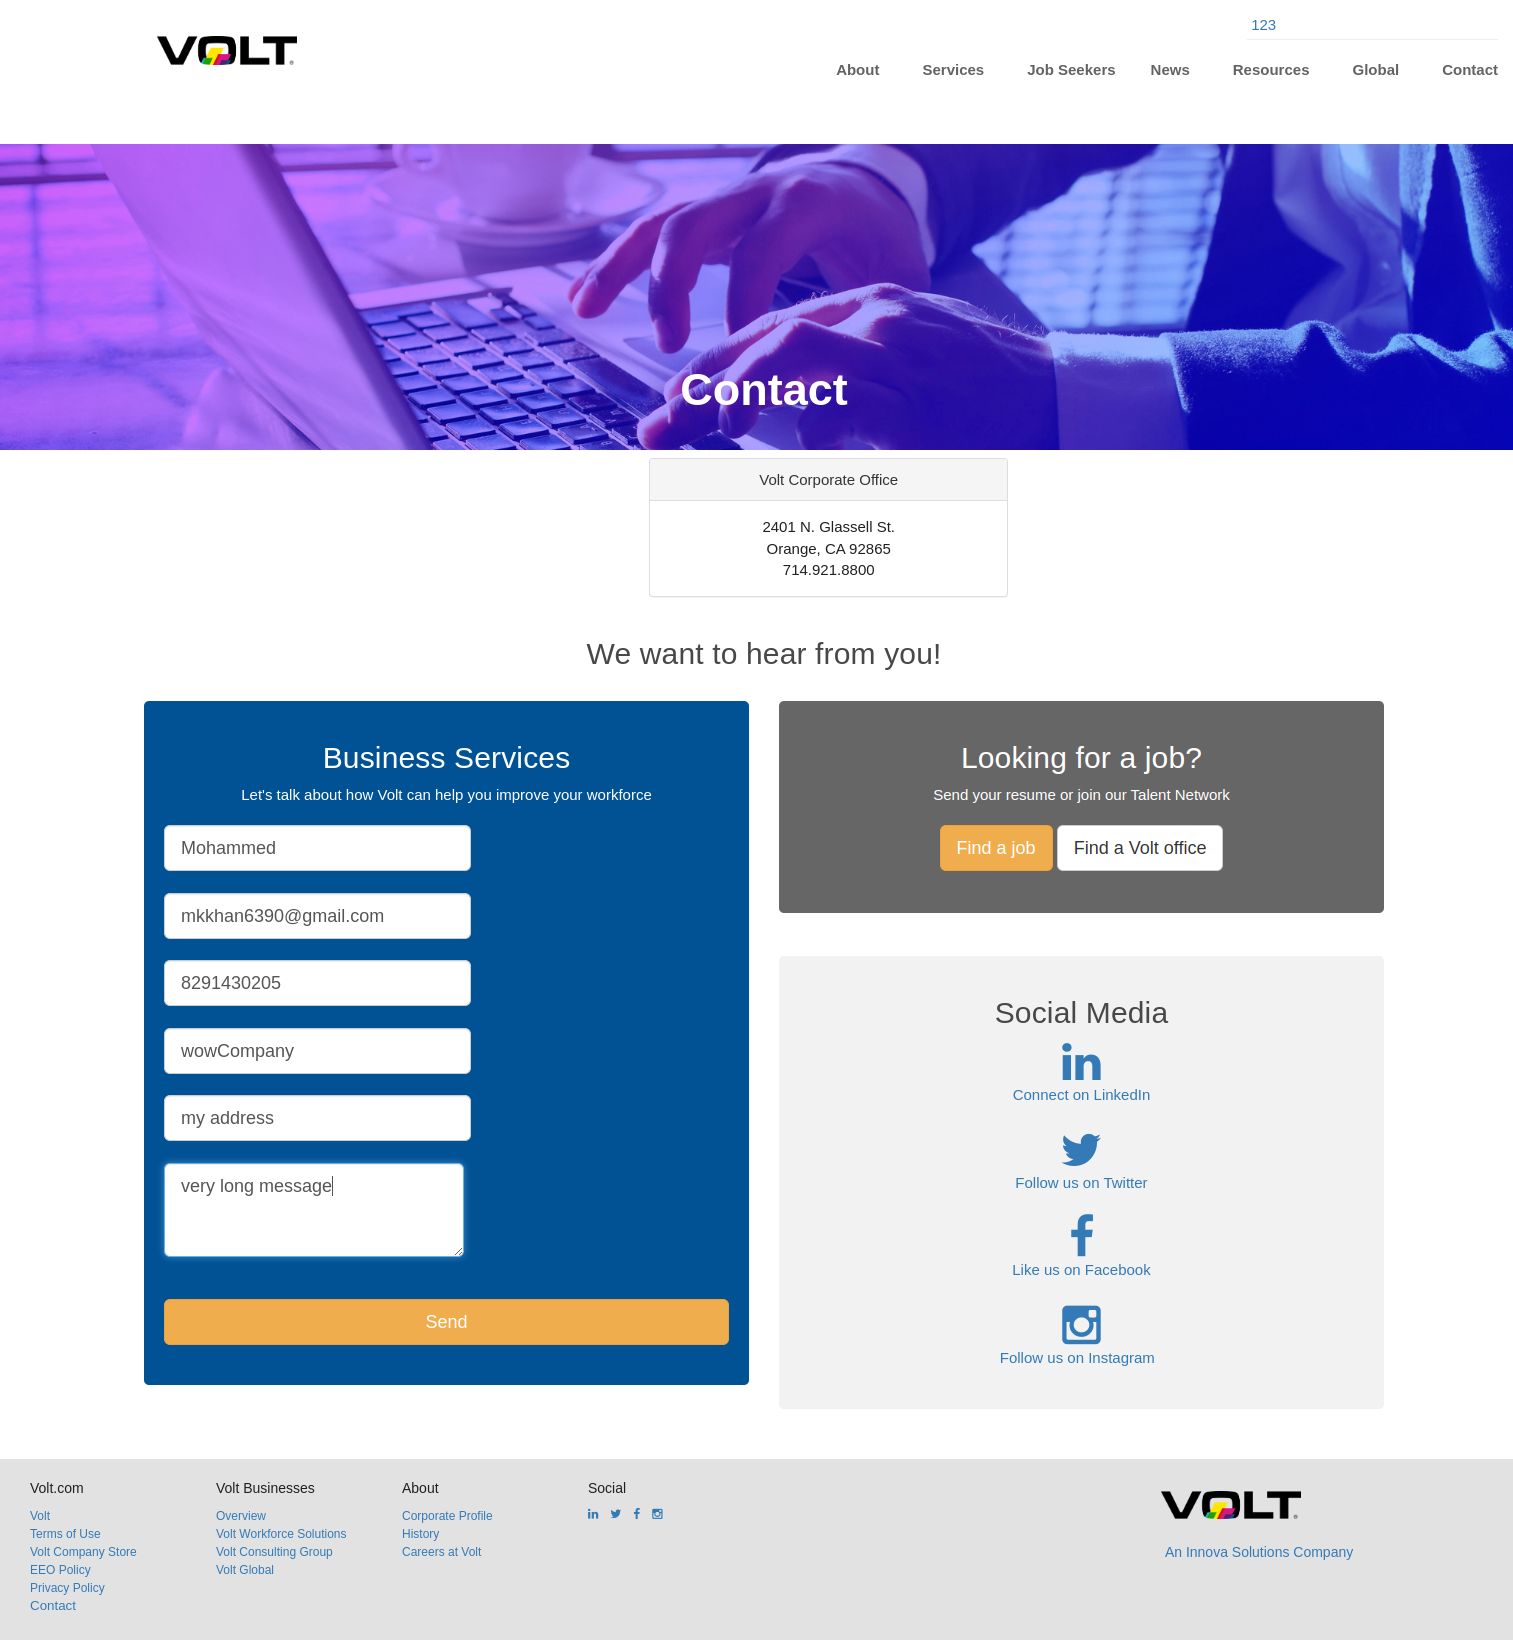 VOLT
123
About Services Job Seekers News Resources Global Contact
Contact
Volt Corporate Office
2401 N. Glassell St.
Orange, CA 92865
714.921.8800
We want to hear from you!
Business Services
Let's talk about how Volt can help you improve your workforce
Mohammed
mkkhan6390@gmail.com
8291430205
wowCompany
my address
very long message
Send
Looking for a job?
Send your resume or join our Talent Network
Find a job Find a Volt office
Social Media
in
Connect on LinkedIn
Follow us on Twitter
f
Like us on Facebook
Follow us on Instagram
Volt.com
Volt
Terms of Use
Volt Company Store
EEO Policy
Privacy Policy
Contact
Volt Businesses
Overview
Volt Workforce Solutions
Volt Consulting Group
Volt Global
About
Corporate Profile
History
Careers at Volt
Social
in f
VOLT
An Innova Solutions Company